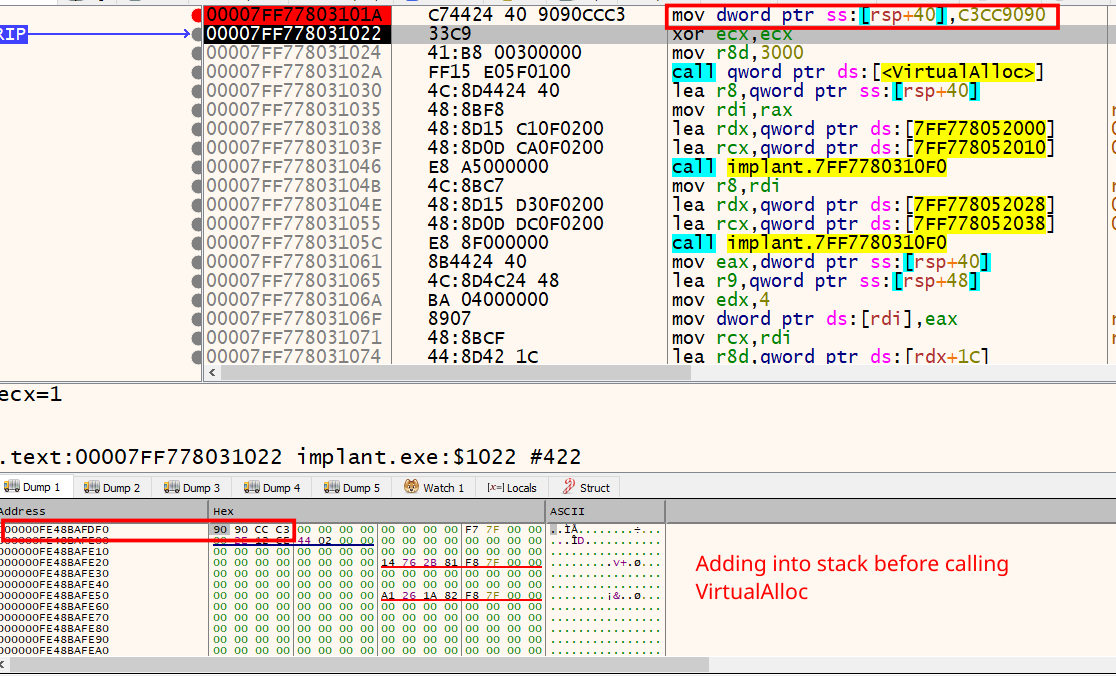 00007FF77803101A C74424 40 9090CCC3 mov dword ptr ss:[rsp+40],C3CC9090
RIP 00007FF778031022 33C9 xor ecx,ecx
00007FF778031024 41:B8 00300000 mov r8d,3000
00007FF77803102A FF15 E05F0100 call qword ptr ds:[<VirtualAlloc>]
00007FF778031030 4C:8D4424 40 lea r8,qword ptr ss:[rsp+40]
00007FF778031035 48:8BF8 mov rdi,rax
00007FF778031038 48:8D15 C10F0200 lea rdx,qword ptr ds:[7FF778052000]
00007FF77803103F 48:8D0D CA0F0200 lea rcx,qword ptr ds:[7FF778052010]
00007FF778031046 E8 A5000000 call implant.7FF7780310F0
00007FF77803104B 4C:8BC7 mov r8,rdi
00007FF77803104E 48:8D15 D30F0200 lea rdx,qword ptr ds:[7FF778052028]
00007FF778031055 48:8D0D DC0F0200 lea rcx,qword ptr ds:[7FF778052038]
00007FF77803105C E8 8F000000 call implant.7FF7780310F0
00007FF778031061 8B4424 40 mov eax,dword ptr ss:[rsp+40]
00007FF778031065 4C:8D4C24 48 lea r9,qword ptr ss:[rsp+48]
00007FF77803106A BA 04000000 mov edx,4
00007FF77803106F 8907 mov dword ptr ds:[rdi],eax
00007FF778031071 48:8BCF mov rcx,rdi
00007FF778031074 44:8D42 1C lea r8d,qword ptr ds:[rdx+1C]
ecx=1
.text:00007FF778031022 implant.exe:$1022 #422
Dump 1 Dump 2 Dump 3 Dump 4 Dump 5 Watch 1 [x=] Locals Struct
Address Hex ASCII
000000FE48BAFDF0 90 90 CC C3 00 00 00 00 00 00 00 00 F7 7F 00 00 ..ÌÃ........÷...
44 02 00 00 00 00 00 00 00 00 00 00
000000FE48BAFE10 00 00 00 00 00 00 00 00 00 00 00 00 00 00 00 00 ................
000000FE48BAFE20 00 00 00 00 00 00 00 00 14 76 2B 81 F8 7F 00 00 .........v+.ø...
000000FE48BAFE30 00 00 00 00 00 00 00 00 00 00 00 00 00 00 00 00 ................
000000FE48BAFE40 00 00 00 00 00 00 00 00 00 00 00 00 00 00 00 00 ................
000000FE48BAFE50 00 00 00 00 00 00 00 00 A1 26 1A 82 F8 7F 00 00 ........¡&..ø...
000000FE48BAFE60 00 00 00 00 00 00 00 00 00 00 00 00 00 00 00 00 ................
000000FE48BAFE70 00 00 00 00 00 00 00 00 00 00 00 00 00 00 00 00 ................
000000FE48BAFE80 00 00 00 00 00 00 00 00 00 00 00 00 00 00 00 00 ................
000000FE48BAFE90 00 00 00 00 00 00 00 00 00 00 00 00 00 00 00 00 ................
000000FE48BAFEA0 00 00 00 00 00 00 00 00 00 00 00 00 00 00 00 00 ................
Adding into stack before calling
VirtualAlloc